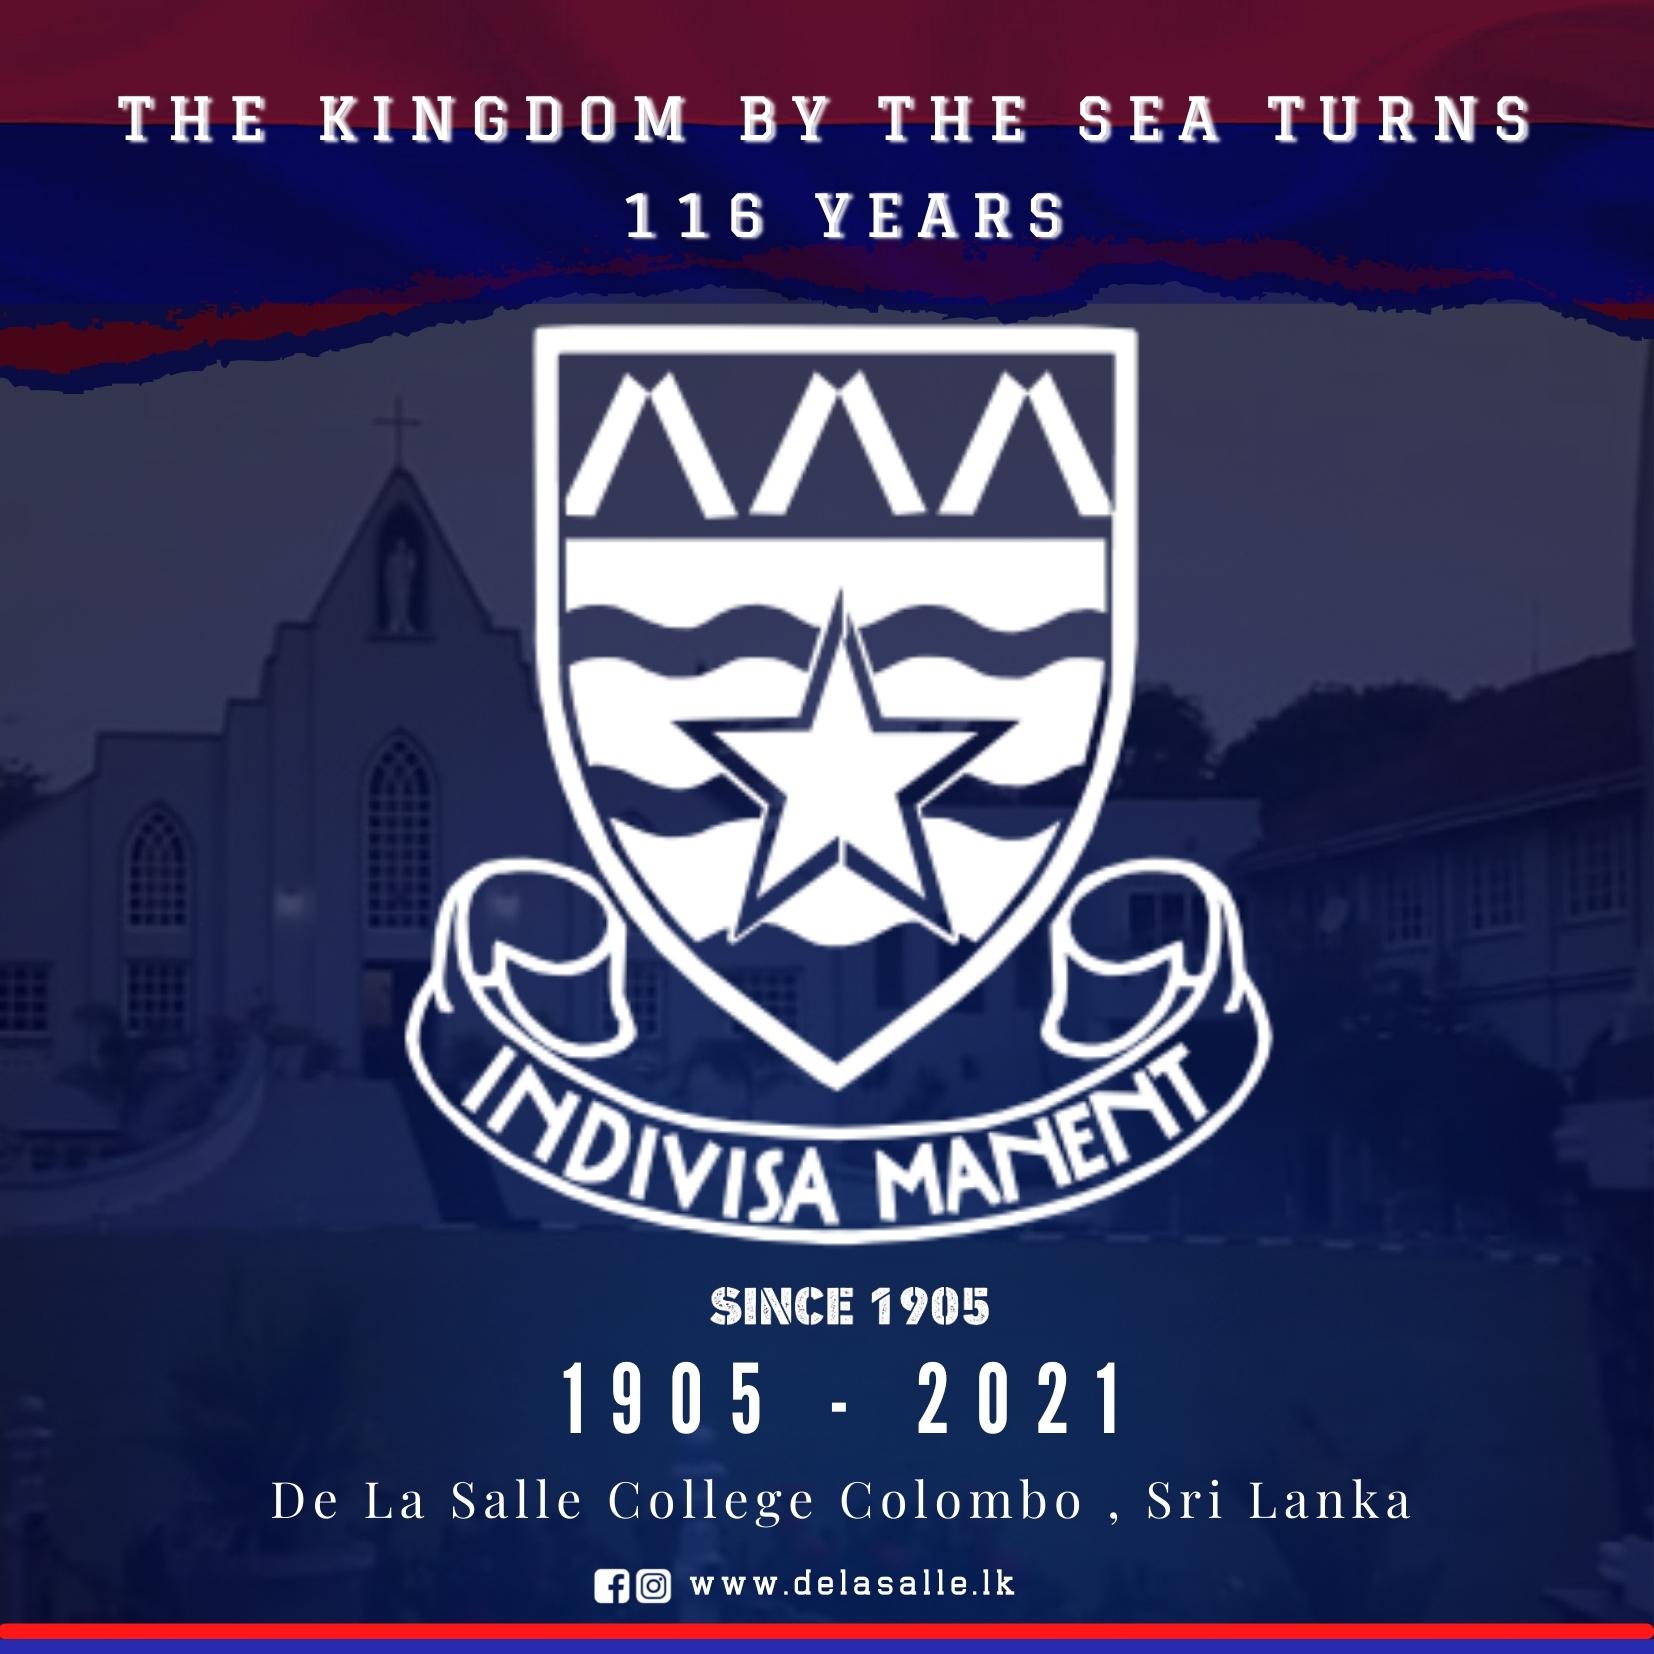 THE KINGDOM BY THE SEA TURNS
116 YEARS
INDIVISA MANENT
SINCE 1905
1905 - 2021
De La Salle College Colombo , Sri Lanka
www.delasalle.lk